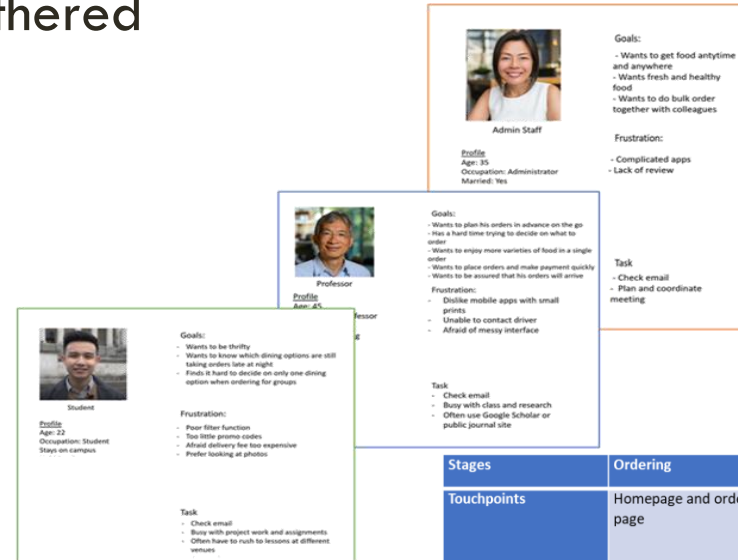 thered
Goals:
- Wants to get food antytime
and anywhere
- Wants fresh and healthy
food
- Wants to do bulk order
together with colleagues
Admin Staff
Frustration:
Profile
Age: 35
Occupation: Administrator
Married: Yes
- Complicated apps
- Lack of review
Task
- Check email
- Plan and coordinate
meeting
Goals:
- Wants to plan his orders in advance on the go
- Has a hard time trying to decide on what to
order
- Wants to enjoy more varieties of food in a single
order
- Wants to place orders and make payment quickly
- Wants to be assured that his orders will arrive
Professor
Profile
Age: 45
fessor
g
Frustration:
- Dislike mobile apps with small
prints
- Unable to contact driver
- Afraid of messy interface
Task
- Check email
- Busy with class and research
- Often use Google Scholar or
public journal site
Goals:
- Wants to be thrifty
- Wants to know which dining options are still
taking orders late at night
- Finds it hard to decide on only one dining
option when ordering for groups
Student
Profile
Age: 22
Occupation: Student
Stays on campus
Frustration:
- Poor filter function
- Too little promo codes
- Afraid delivery fee too expensive
- Prefer looking at photos
Task
- Check email
- Busy with project work and assignments
- Often have to rush to lessons at different
venues
Stages Ordering
Touchpoints Homepage and orde
page